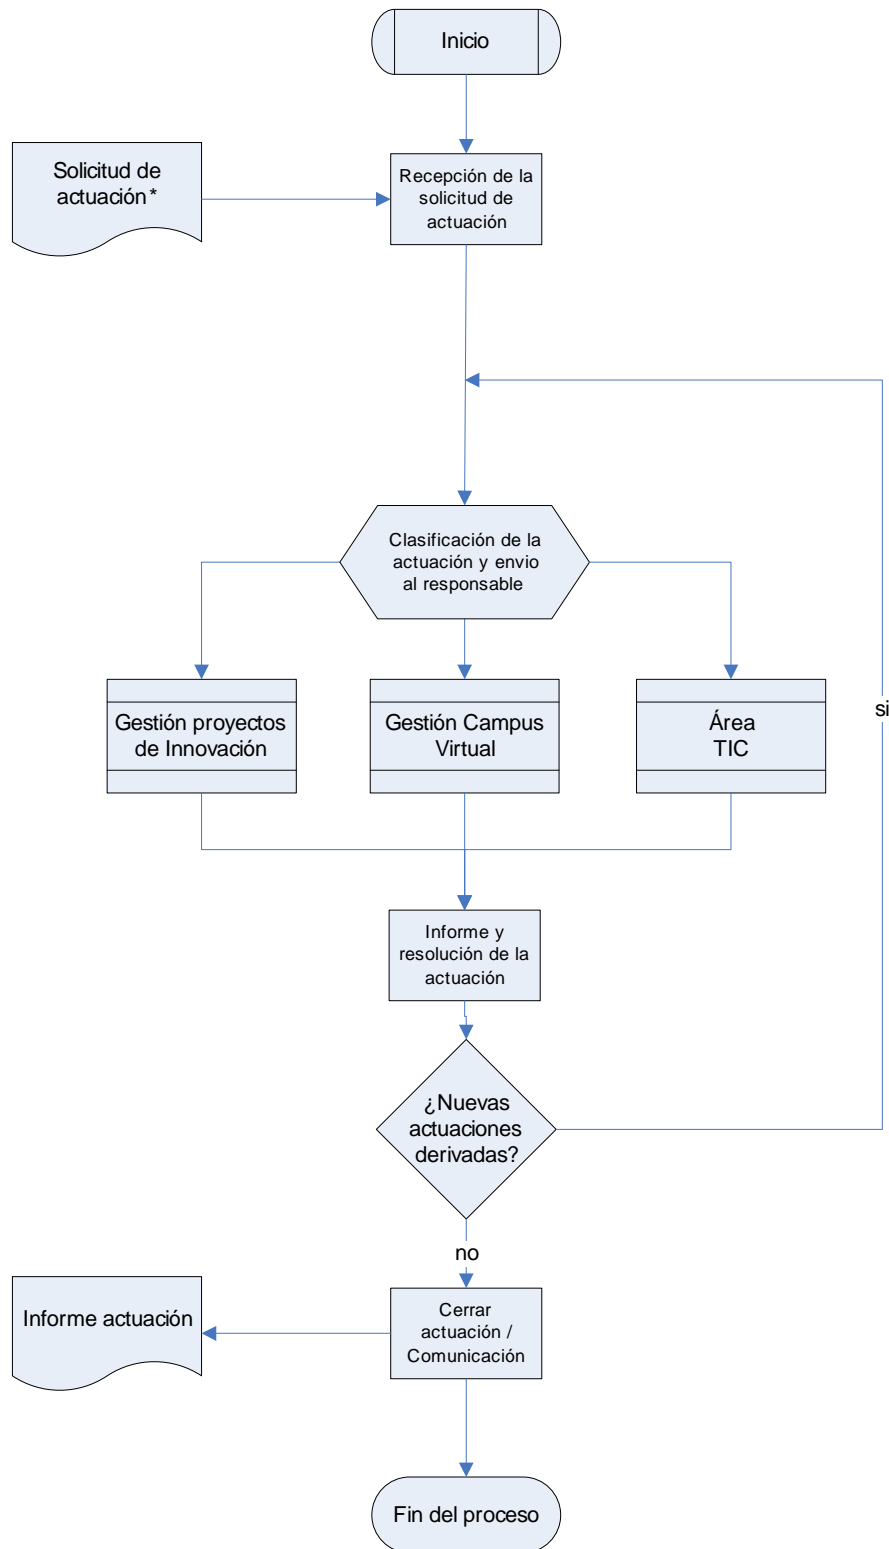 Inicio
Solicitud de
actuación*
Recepción de la
solicitud de
actuación
Clasificación de la
actuación y envio
al responsable
Gestión proyectos
de Innovación
Gestión Campus
Virtual
Área
TIC
si
Informe y
resolución de la
actuación
¿Nuevas
actuaciones
derivadas?
no
Informe actuación
Cerrar
actuación /
Comunicación
Fin del proceso